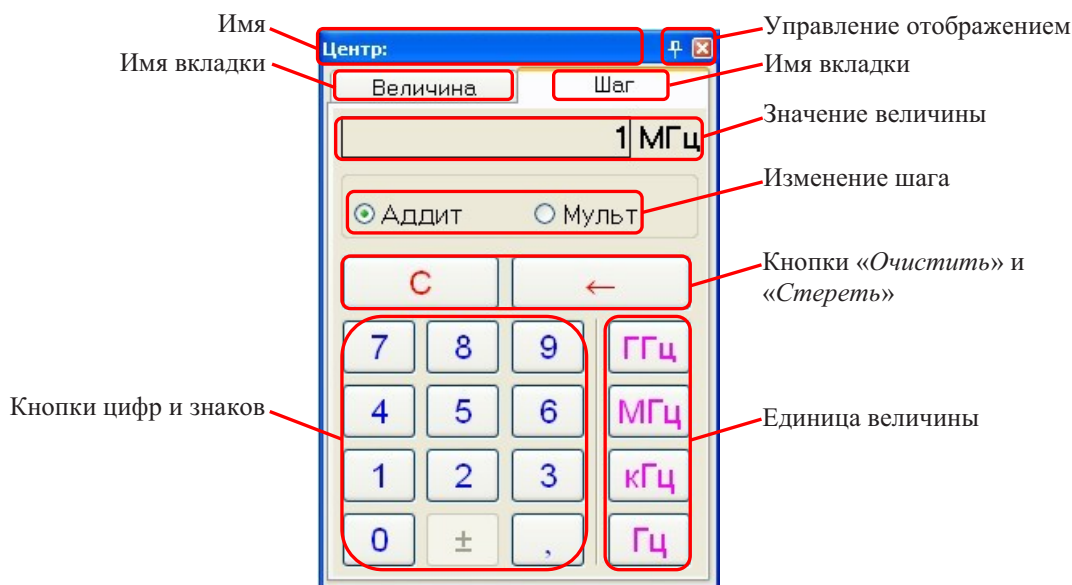 Имя
Управление отображением
Центр:
Имя вкладки
Имя вкладки
Величина
Шаг
Значение величины
1 МГц
Изменение шага
Аддит
Мульт
Кнопки «Очистить» и
«Стереть»
С
←
7 8 9 ГГц
Кнопки цифр и знаков
4 5 6 МГц
Единица величины
1 2 3 кГц
0 ± , Гц